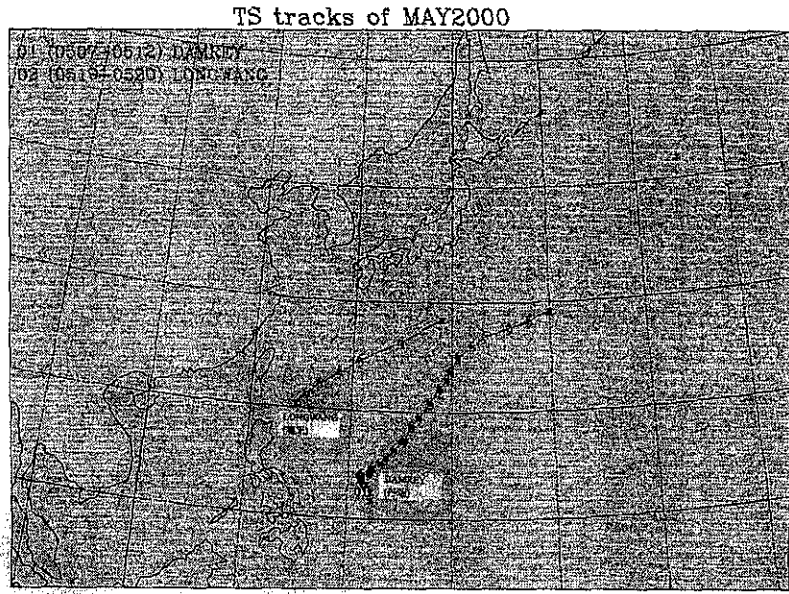 TS tracks of MAY2000
01 (0507-0512) DAMREY
02 (0519-0520) LONGWANG
LONGWANG
DAMREY